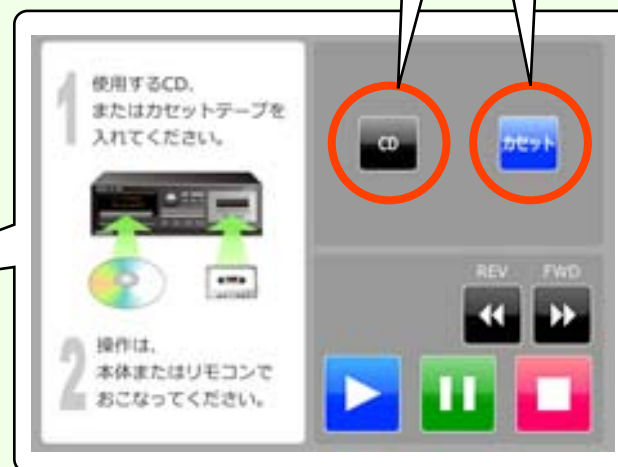 1
使用するCD、
またはカセットテープを
入れてください。
2
操作は、
本体またはリモコンで
おこなってください。
CD
カセット
REV
FWD